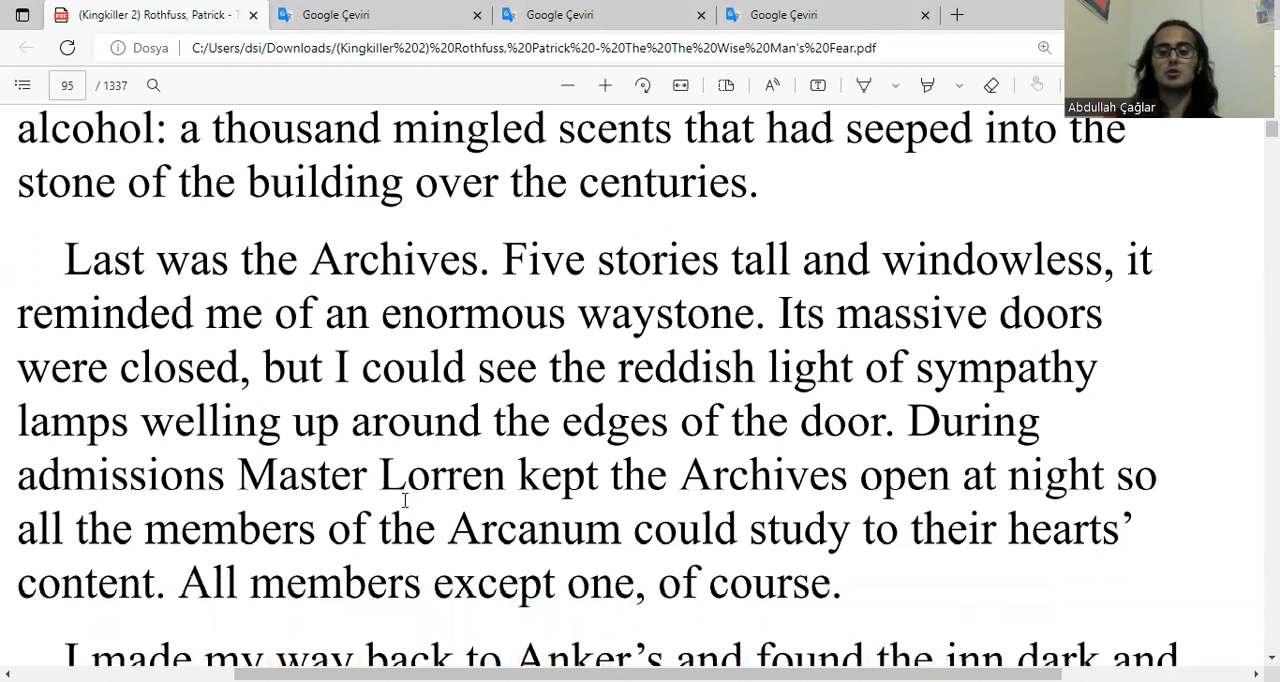 (Kingkiller 2) Rothfuss, Patrick - T
Google Çeviri
Google Çeviri
Google Çeviri
Dosya
C:/Users/dsi/Downloads/(Kingkiller%202)%20Rothfuss,%20Patrick%20-%20The%20The%20Wise%20Man's%20Fear.pdf
95 / 1337
Abdullah Çağlar
alcohol: a thousand mingled scents that had seeped into the
stone of the building over the centuries.
Last was the Archives. Five stories tall and windowless, it
reminded me of an enormous waystone. Its massive doors
were closed, but I could see the reddish light of sympathy
lamps welling up around the edges of the door. During
admissions Master Lorren kept the Archives open at night so
all the members of the Arcanum could study to their hearts’
content. All members except one, of course.
I made my way back to Anker’s and found the inn dark and